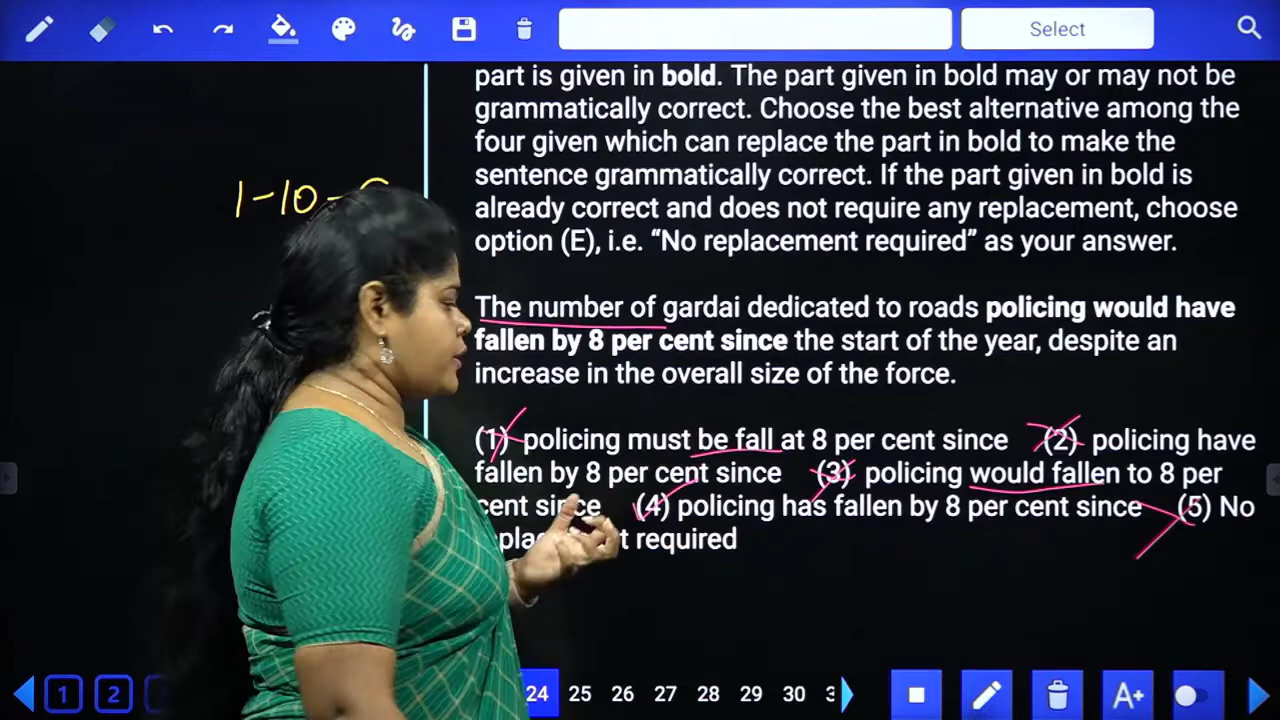 Select
part is given in bold. The part given in bold may or may not be
grammatically correct. Choose the best alternative among the
four given which can replace the part in bold to make the
sentence grammatically correct. If the part given in bold is
already correct and does not require any replacement, choose
option (E), i.e. “No replacement required” as your answer.
1-10-
The number of gardai dedicated to roads policing would have
fallen by 8 per cent since the start of the year, despite an
increase in the overall size of the force.
(1) policing must be fall at 8 per cent since (2) policing have
fallen by 8 per cent since (3) policing would fallen to 8 per
cent since (4) policing has fallen by 8 per cent since (5) No
required
1 2 24 25 26 27 28 29 30 A+